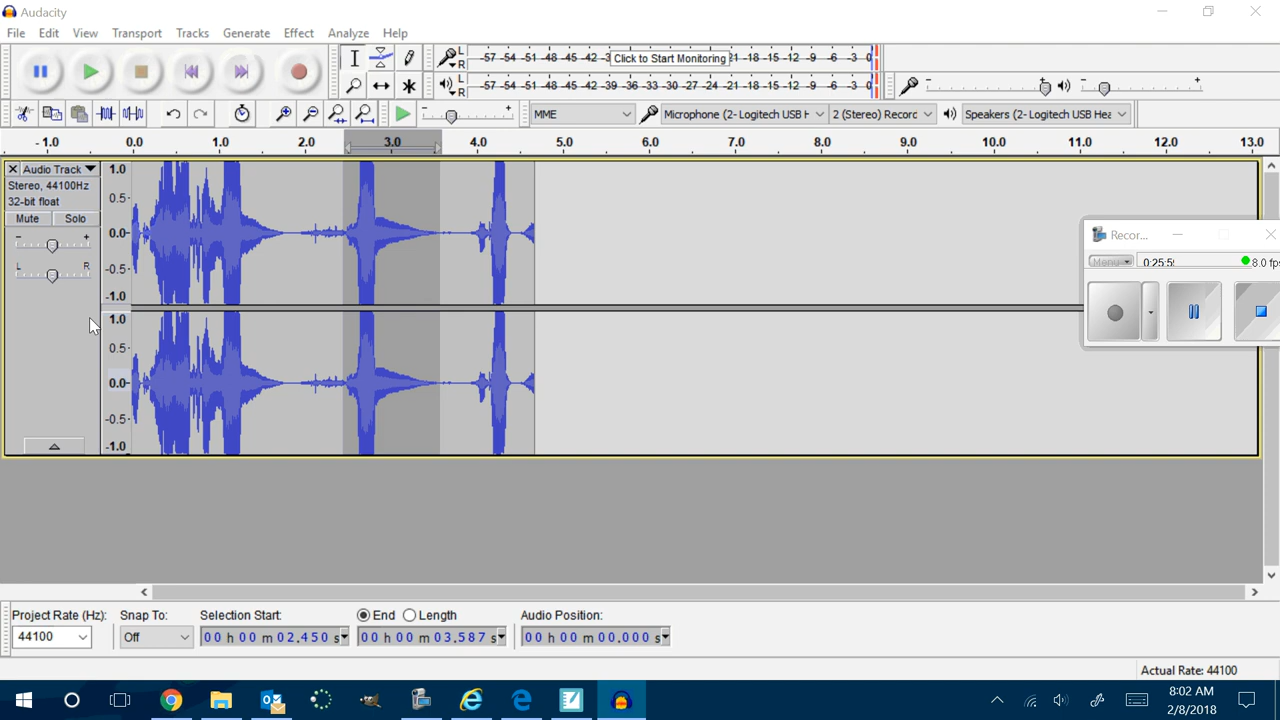 Audacity
File Edit View Transport Tracks Generate Effect Analyze Help
L R -57 -54 -51 -48 -45 -42 -3 Click to Start Monitoring -18 -15 -12 -9 -6 -3 0
L R -57 -54 -51 -48 -45 -42 -39 -36 -33 -30 -27 -24 -21 -18 -15 -12 -9 -6 -3 0
- + - +
- + MME Microphone (2- Logitech USB H 2 (Stereo) Record Speakers (2- Logitech USB Hea
-1.0 0.0 1.0 2.0 3.0 4.0 5.0 6.0 7.0 8.0 9.0 10.0 11.0 12.0 13.0
Audio Track 1.0
Stereo, 44100Hz
32-bit float 0.5-
Mute Solo
- + 0.0-
L R -0.5-
-1.0
1.0
0.5-
0.0-
-0.5-
-1.0
Recor...
Menu 0:25:5 8.0 fps
Project Rate (Hz): Snap To: Selection Start: End Length Audio Position:
44100 Off 00 h 00 m 02.450 s 00 h 00 m 03.587 s 00 h 00 m 00.000 s
Actual Rate: 44100
8:02 AM
2/8/2018